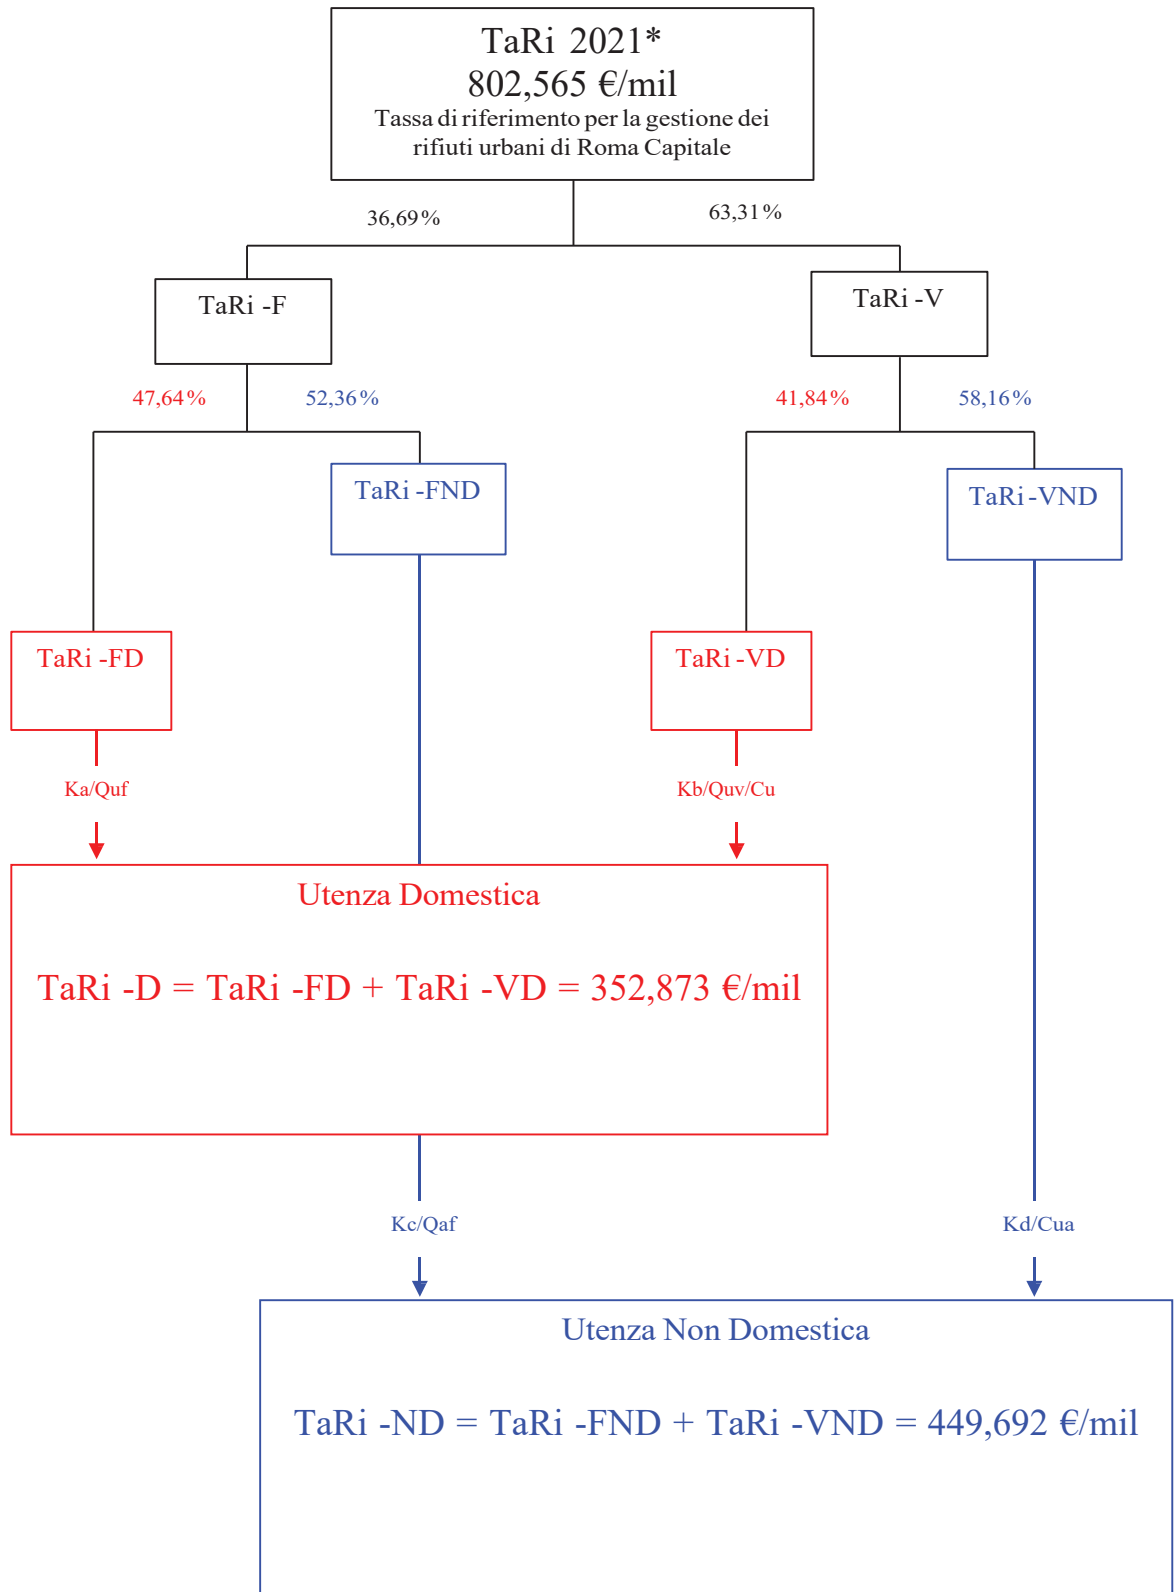 TaRi 2021*
802,565 €/mil
Tassa di riferimento per la gestione dei
rifiuti urbani di Roma Capitale
36,69%
63,31%
TaRi -F
TaRi -V
47,64%
52,36%
41,84%
58,16%
TaRi -FND
TaRi -VND
TaRi -FD
TaRi -VD
Ka/Quf
Kb/Quv/Cu
Utenza Domestica
TaRi -D = TaRi -FD + TaRi -VD = 352,873 €/mil
Kc/Qaf
Kd/Cua
Utenza Non Domestica
TaRi -ND = TaRi -FND + TaRi -VND = 449,692 €/mil